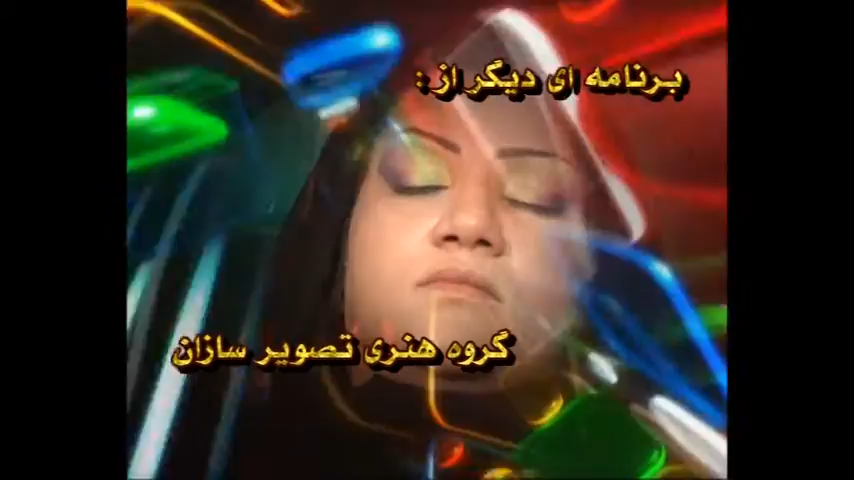 برنامه ای دیگر از:
گروه هنری تصویر سازان